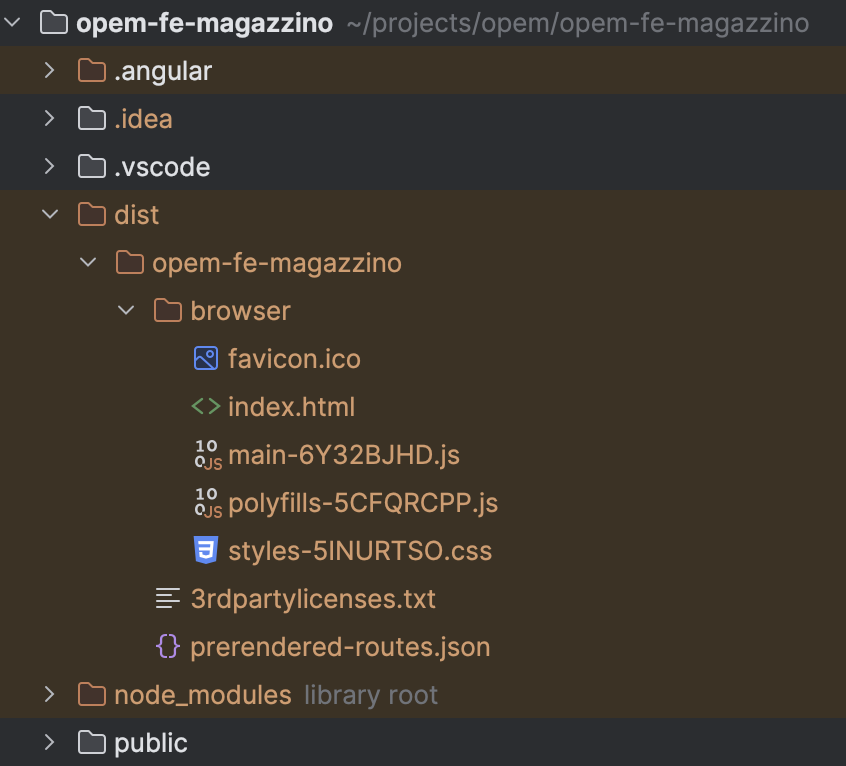 opem-fe-magazzino ~/projects/opem/opem-fe-magazzino
.angular
.idea
.vscode
dist
opem-fe-magazzino
browser
favicon.ico
index.html
main-6Y32BJHD.js
polyfills-5CFQRCPP.js
styles-5INURTSO.css
3rdpartylicenses.txt
prerendered-routes.json
node_modules library root
public